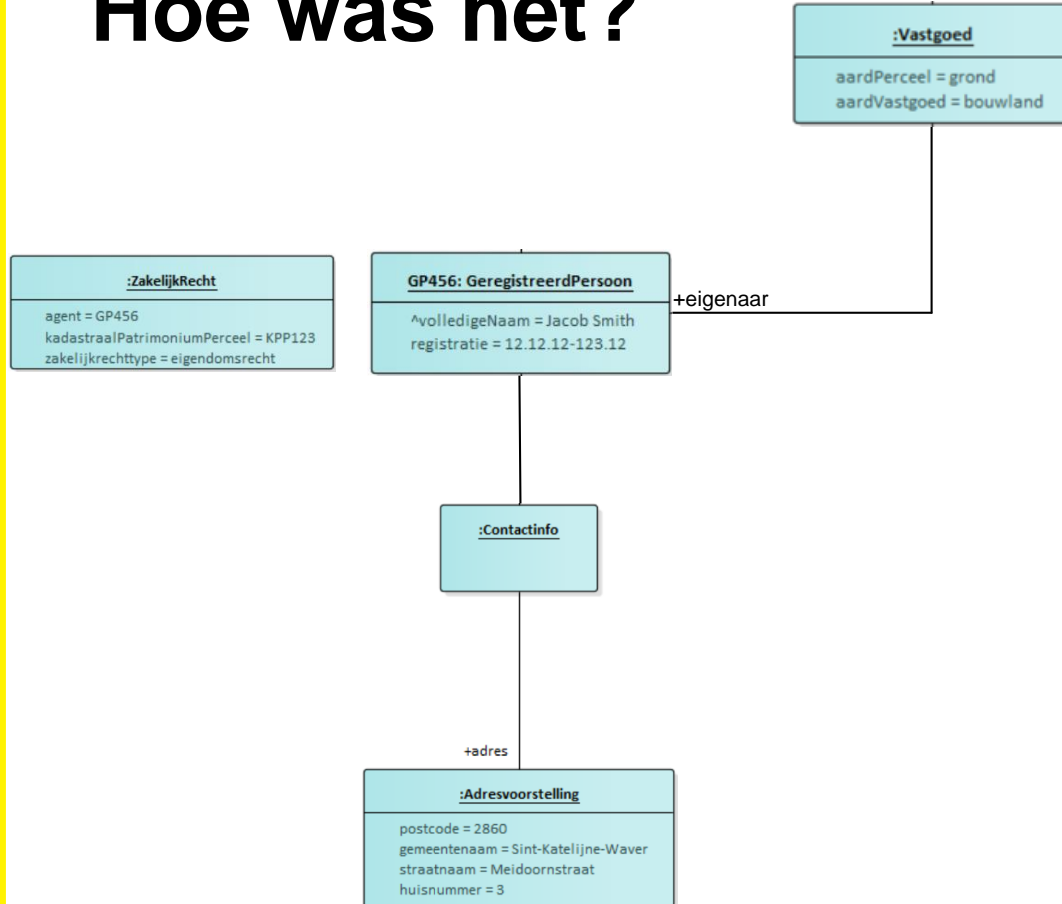 Hoe was het?
:Vastgoed
aardPerceel = grond
aardVastgoed = bouwland
:ZakelijkRecht
agent = GP456
kadastraalPatrimoniumPerceel = KPP123
zakelijkrechttype = eigendomsrecht
GP456: GeregistreerdPersoon
^volledigeNaam = Jacob Smith
registratie = 12.12.12-123.12
+eigenaar
:Contactinfo
+adres
:Adresvoorstelling
postcode = 2860
gemeentenaam = Sint-Katelijne-Waver
straatnaam = Meidoornstraat
huisnummer = 3